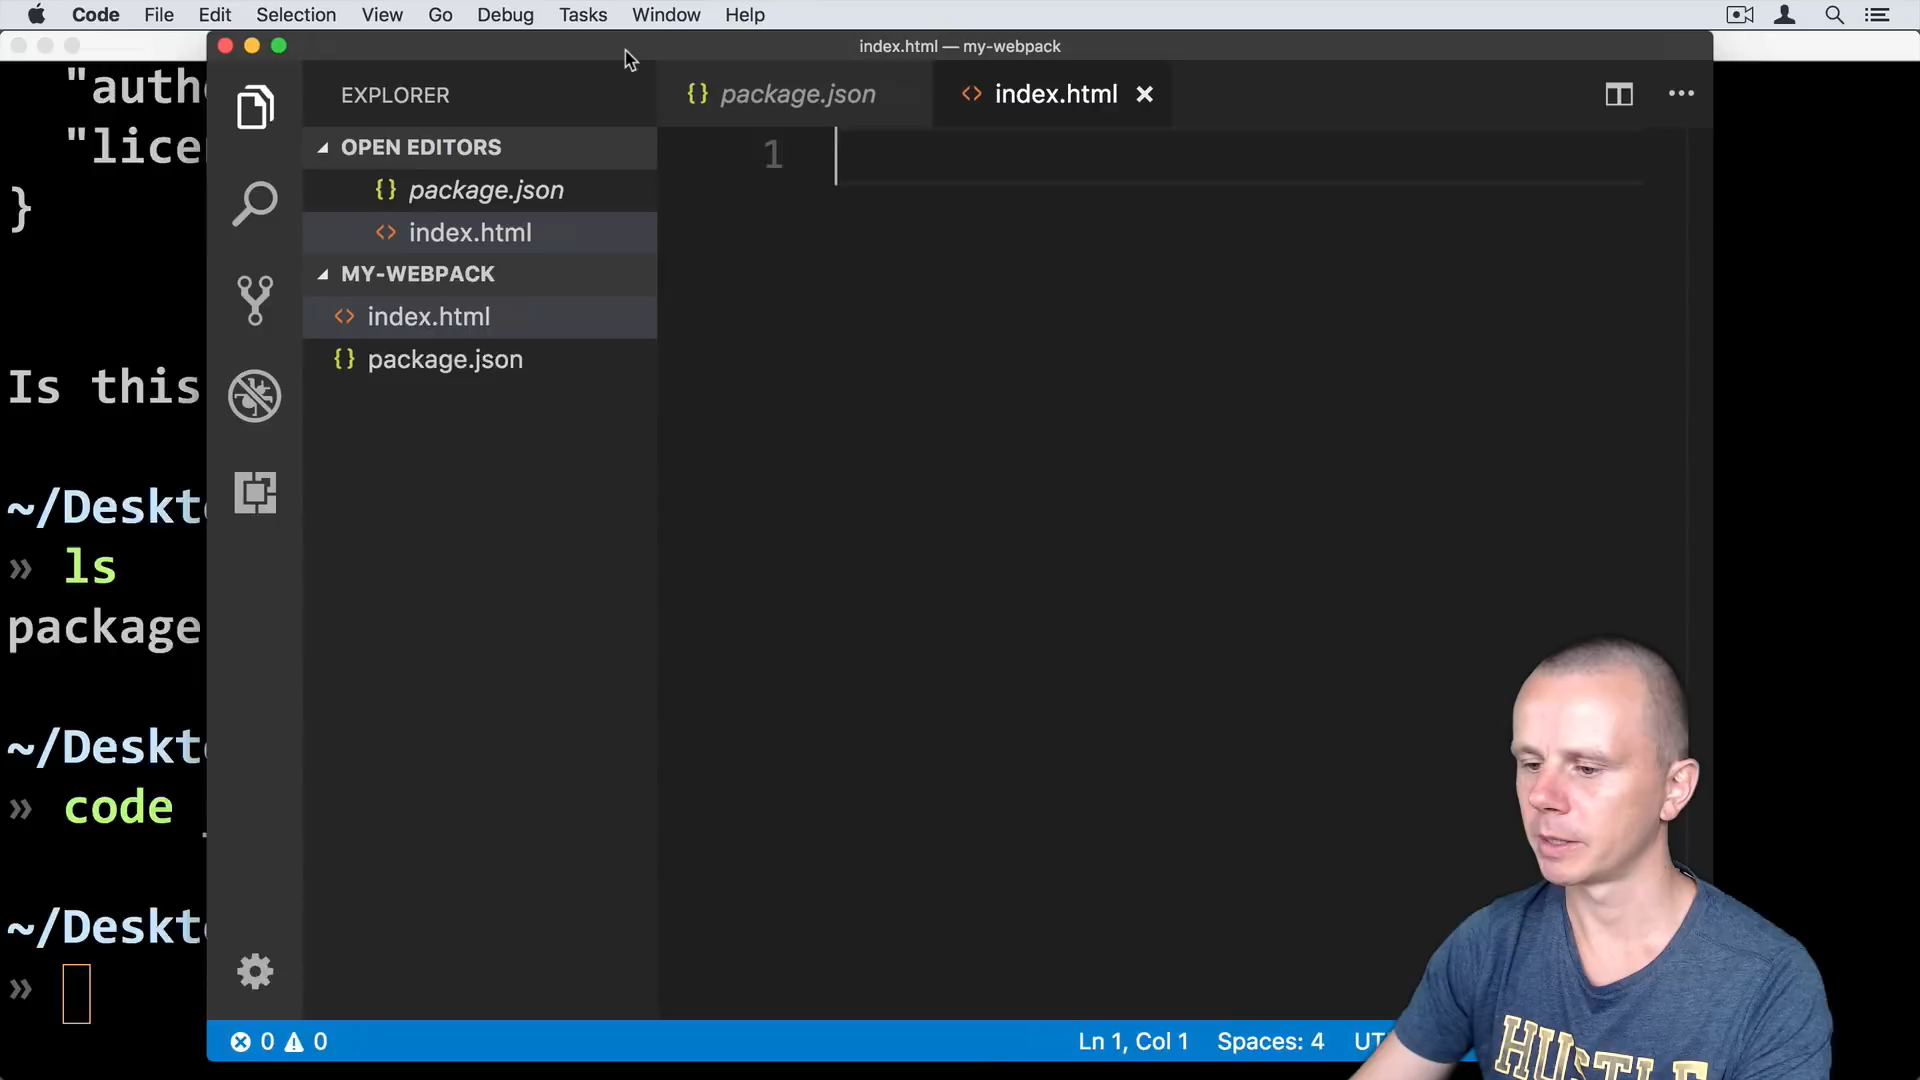 Code File Edit Selection View Go Debug Tasks Window Help
index.html — my-webpack
EXPLORER
OPEN EDITORS
{} package.json
<> index.html
MY-WEBPACK
<> index.html
{} package.json
{} package.json
<> index.html
1
"autho
"lice
}
Is this
~/Deskt
» ls
package
~/Deskt
» code
~/Deskt
»
0 0
Ln 1, Col 1 Spaces: 4 UT
HUSTLE